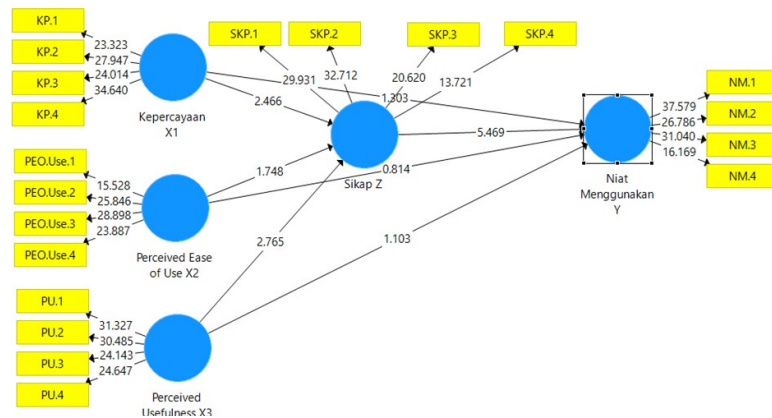 KP.1
KP.2
KP.3
KP.4
23.323
27.947
24.014
34.640
Kepercayaan
X1
SKP.1
SKP.2
SKP.3
SKP.4
29.931
32.712
20.620
13.721
2.466
1.303
Sikap Z
5.469
NM.1
NM.2
NM.3
NM.4
37.579
26.786
31.040
16.169
Niat
Menggunakan
Y
PEO.Use.1
PEO.Use.2
PEO.Use.3
PEO.Use.4
15.528
25.846
28.898
23.887
Perceived Ease
of Use X2
1.748
0.814
2.765
1.103
PU.1
PU.2
PU.3
PU.4
31.327
30.485
24.143
24.647
Perceived
Usefulness X3